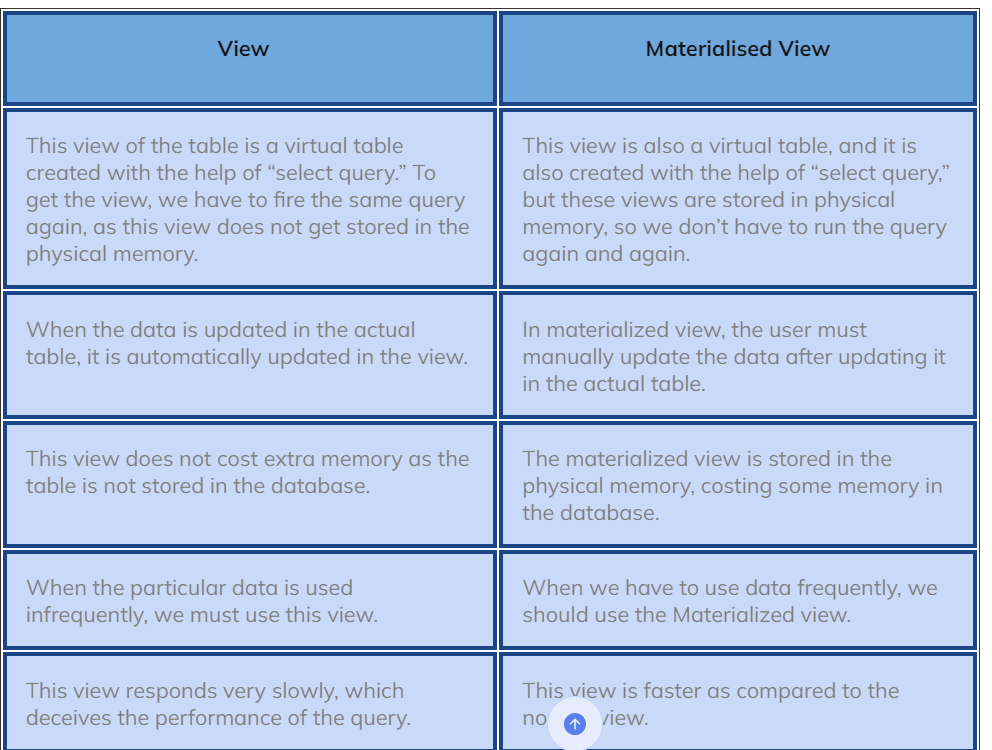 View
Materialised View
This view of the table is a virtual table
created with the help of “select query.” To
get the view, we have to fire the same query
again, as this view does not get stored in the
physical memory.
This view is also a virtual table, and it is
also created with the help of “select query,”
but these views are stored in physical
memory, so we don’t have to run the query
again and again.
When the data is updated in the actual
table, it is automatically updated in the view.
In materialized view, the user must
manually update the data after updating it
in the actual table.
This view does not cost extra memory as the
table is not stored in the database.
The materialized view is stored in the
physical memory, costing some memory in
the database.
When the particular data is used
infrequently, we must use this view.
When we have to use data frequently, we
should use the Materialized view.
This view responds very slowly, which
deceives the performance of the query.
This view is faster as compared to the
view.